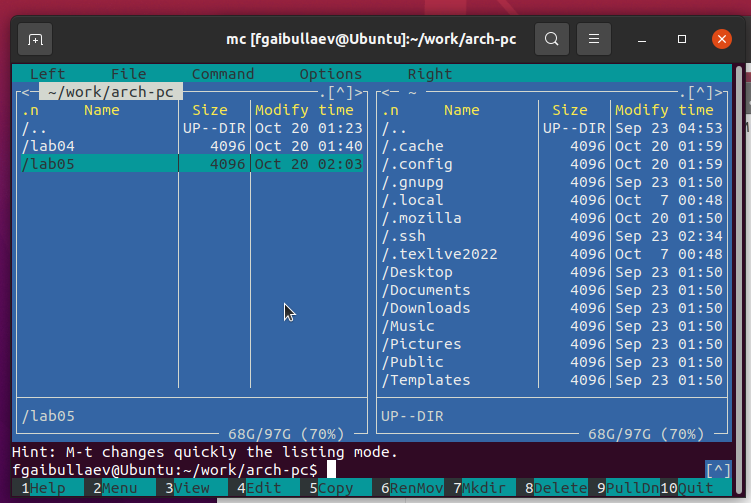 mc [fgaibullaev@Ubuntu]:~/work/arch-pc
Left File Command Options Right
<─ ~/work/arch-pc ─.[^]>
.n Name Size Modify time
/.. UP--DIR Oct 20 01:23
/lab04 4096 Oct 20 01:40
/lab05 4096 Oct 20 02:03
/lab05
68G/97G (70%)
<─ ~ ─.[^]>
.n Name Size Modify time
/.. UP--DIR Sep 23 04:53
/.cache 4096 Oct 20 01:59
/.config 4096 Oct 20 01:59
/.gnupg 4096 Sep 23 01:50
/.local 4096 Oct 7 00:48
/.mozilla 4096 Oct 20 01:50
/.ssh 4096 Sep 23 02:34
/.texlive2022 4096 Oct 7 00:48
/Desktop 4096 Sep 23 01:50
/Documents 4096 Sep 23 01:50
/Downloads 4096 Sep 23 01:50
/Music 4096 Sep 23 01:50
/Pictures 4096 Sep 23 01:50
/Public 4096 Sep 23 01:50
/Templates 4096 Sep 23 01:50
UP--DIR
68G/97G (70%)
Hint: M-t changes quickly the listing mode.
fgaibullaev@Ubuntu:~/work/arch-pc$ [^]
1Help 2Menu 3View 4Edit 5Copy 6RenMov 7Mkdir 8Delete 9PullDn 10Quit